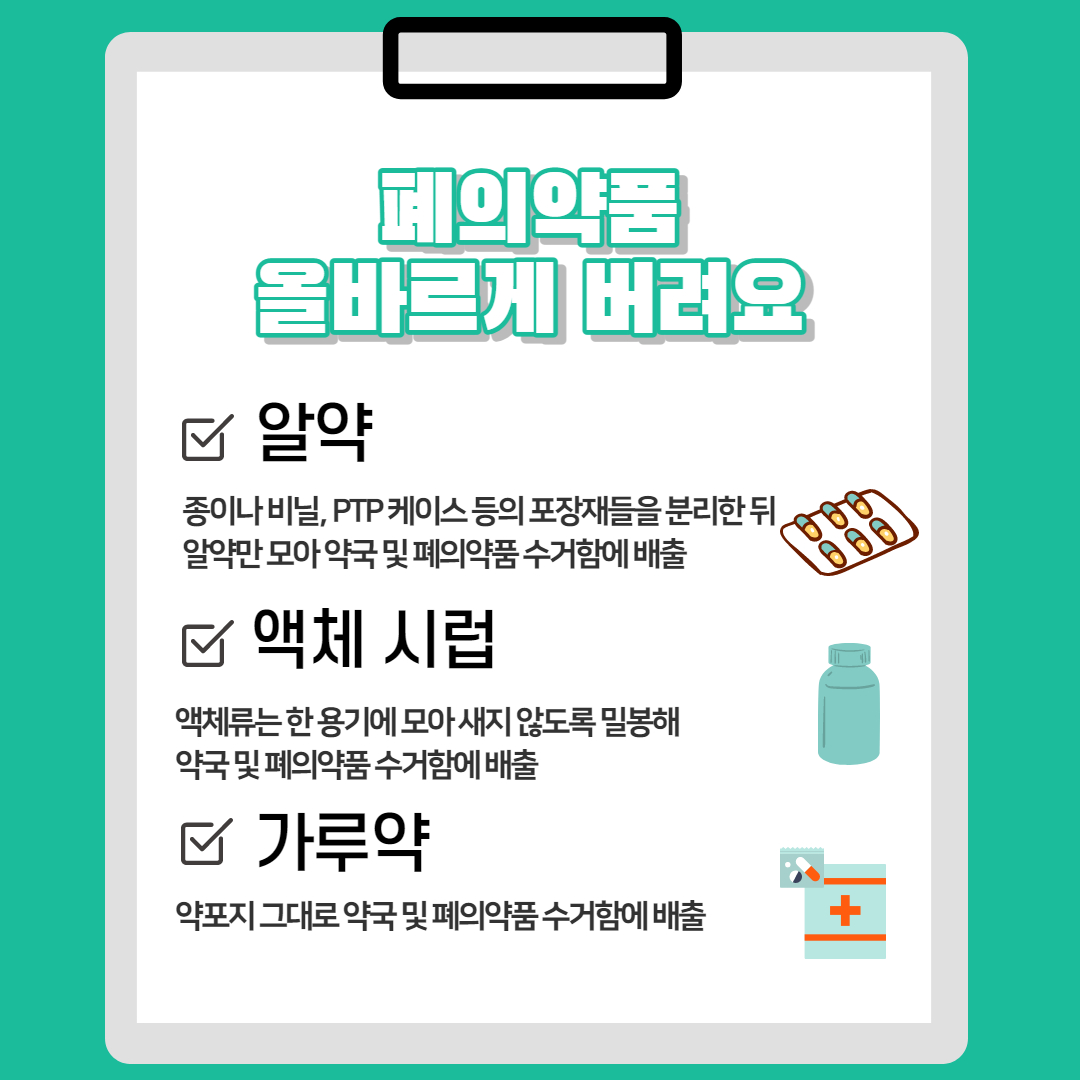 폐의약품
올바르게 버려요
알약
종이나 비닐, PTP 케이스 등의 포장재들을 분리한 뒤
알약만 모아 약국 및 폐의약품 수거함에 배출
액체 시럽
액체류는 한 용기에 모아 새지 않도록 밀봉해
약국 및 폐의약품 수거함에 배출
가루약
약포지 그대로 약국 및 폐의약품 수거함에 배출